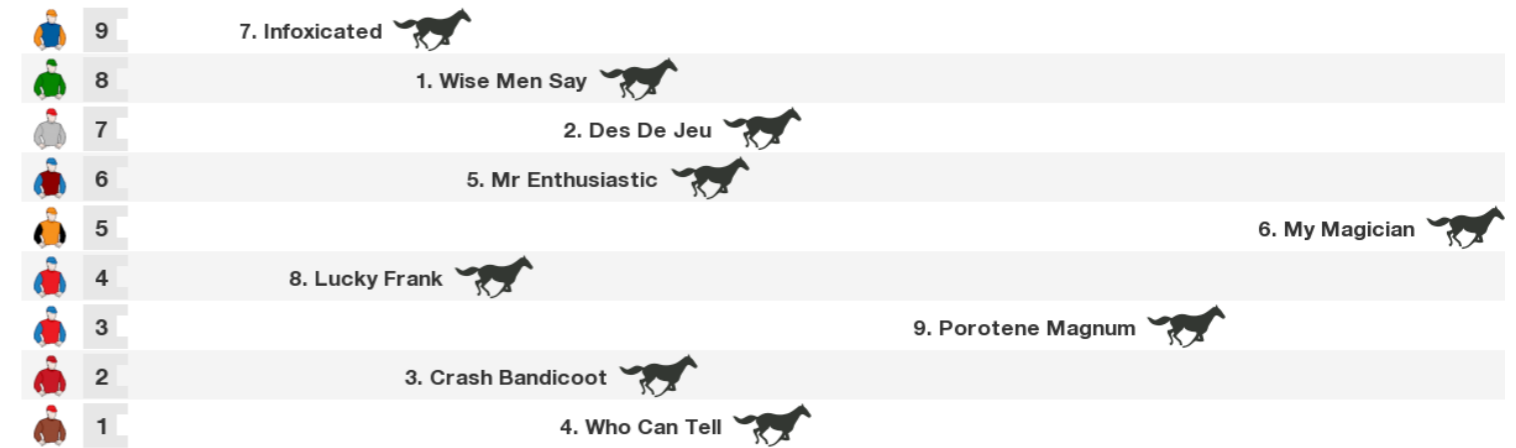 9 7. Infoxicated
8 1. Wise Men Say
7 2. Des De Jeu
6 5. Mr Enthusiastic
5 6. My Magician
4 8. Lucky Frank
3 9. Porotene Magnum
2 3. Crash Bandicoot
1 4. Who Can Tell